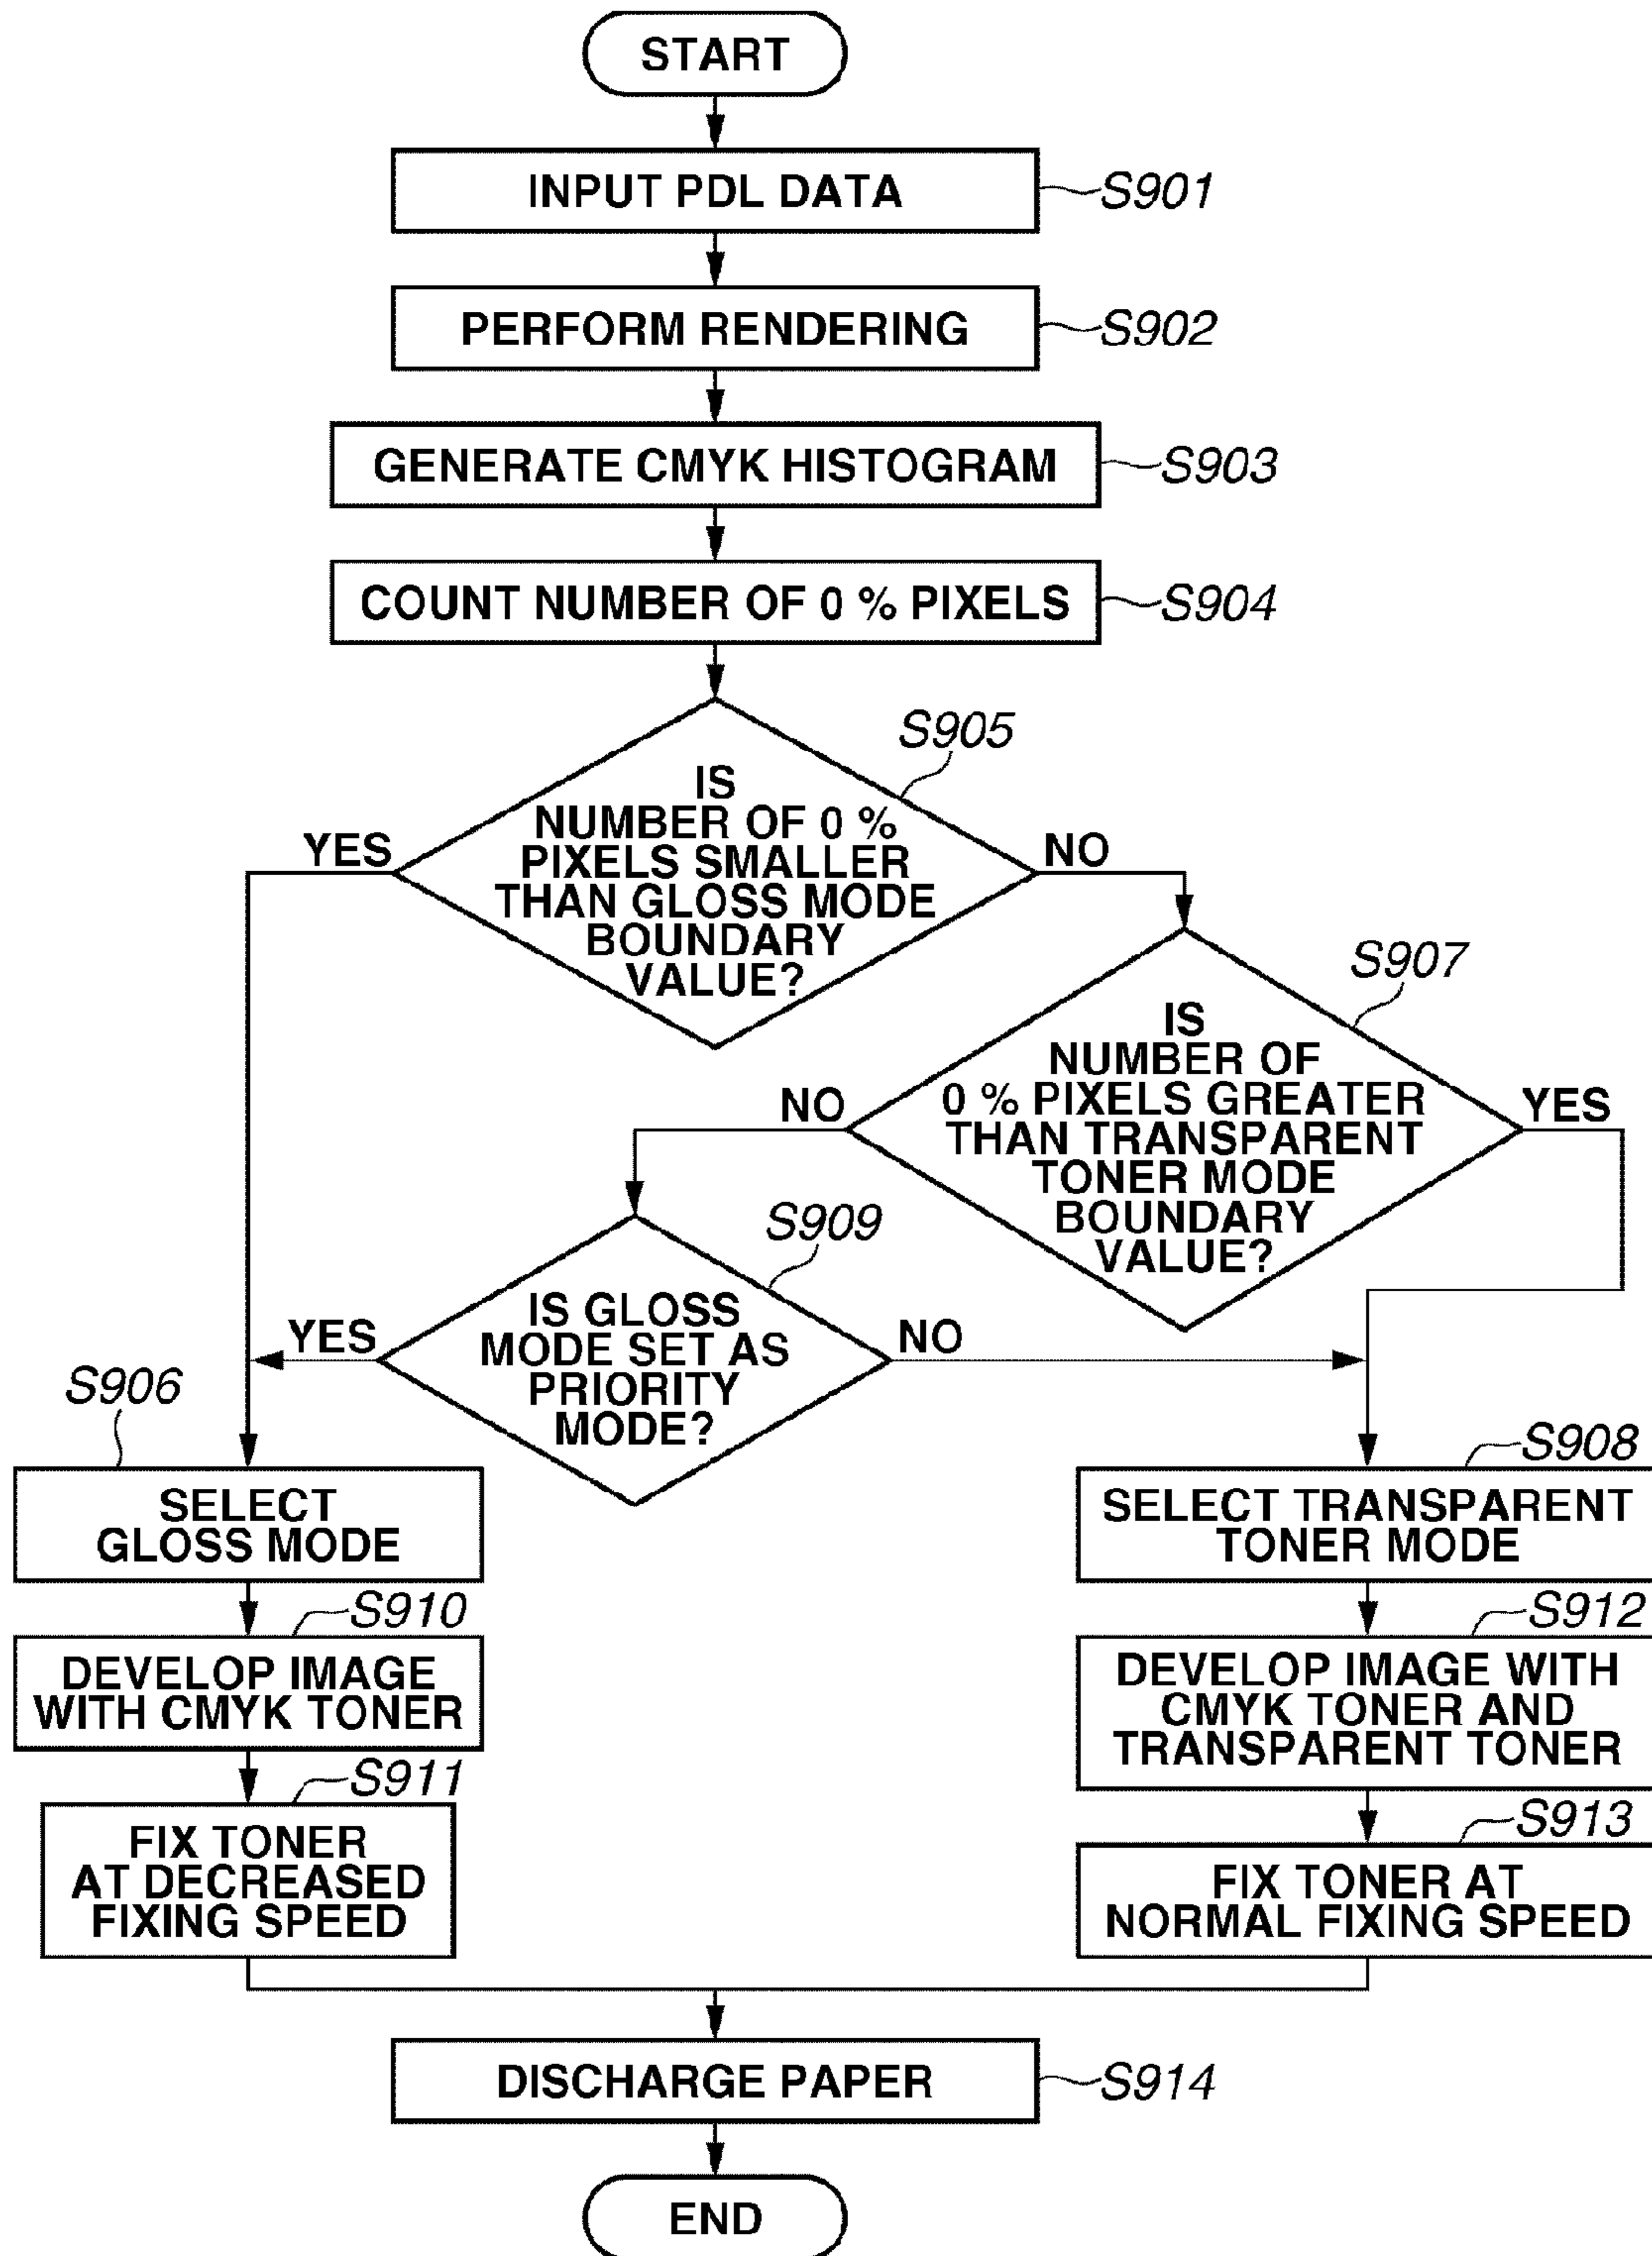 START
INPUT PDL DATA
S901
PERFORM RENDERING
S902
GENERATE CMYK HISTOGRAM
S903
COUNT NUMBER OF 0 % PIXELS
S904
S905
IS
NUMBER OF 0 %
PIXELS SMALLER
THAN GLOSS MODE
BOUNDARY
VALUE?
YES
NO
S907
IS
NUMBER OF
0 % PIXELS GREATER
THAN TRANSPARENT
TONER MODE
BOUNDARY
VALUE?
NO
YES
S909
IS GLOSS
MODE SET AS
PRIORITY
MODE?
YES
NO
S906
SELECT
GLOSS MODE
S908
SELECT TRANSPARENT
TONER MODE
S910
DEVELOP IMAGE
WITH CMYK TONER
S912
DEVELOP IMAGE WITH
CMYK TONER AND
TRANSPARENT TONER
S911
FIX TONER
AT DECREASED
FIXING SPEED
S913
FIX TONER AT
NORMAL FIXING SPEED
DISCHARGE PAPER
S914
END